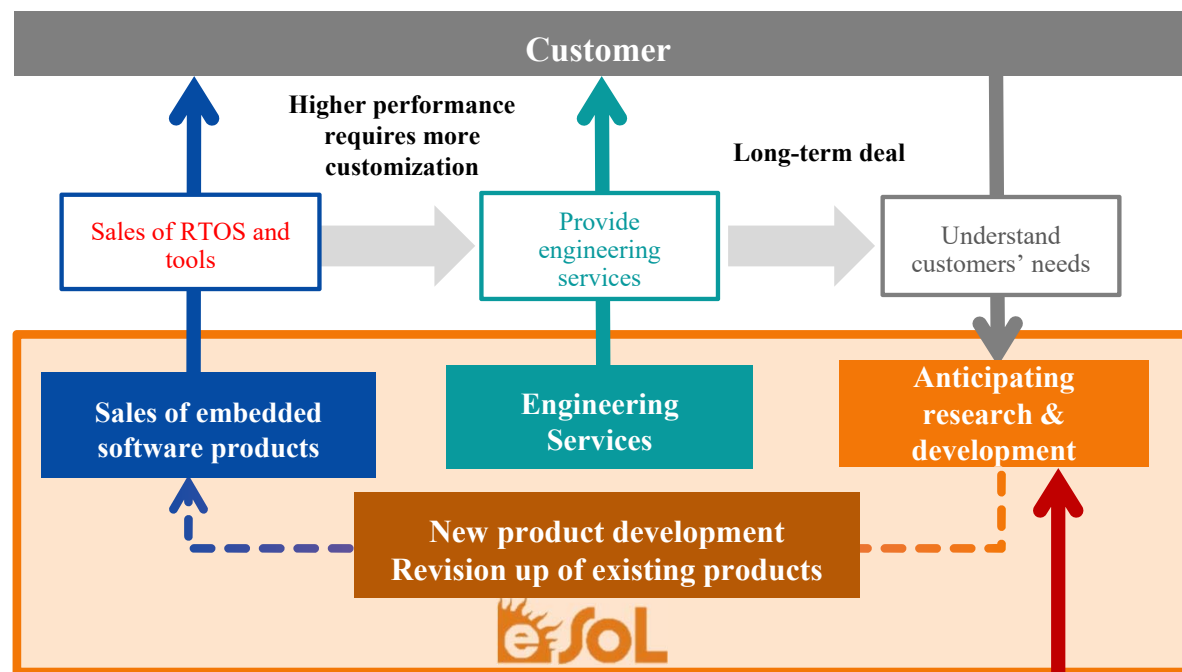 Customer
Higher performance
requires more
customization
Long-term deal
Sales of RTOS and
tools
Provide
engineering
services
Understand
customers’ needs
Sales of embedded
software products
Engineering
Services
Anticipating
research &
development
New product development
Revision up of existing products
eSOL